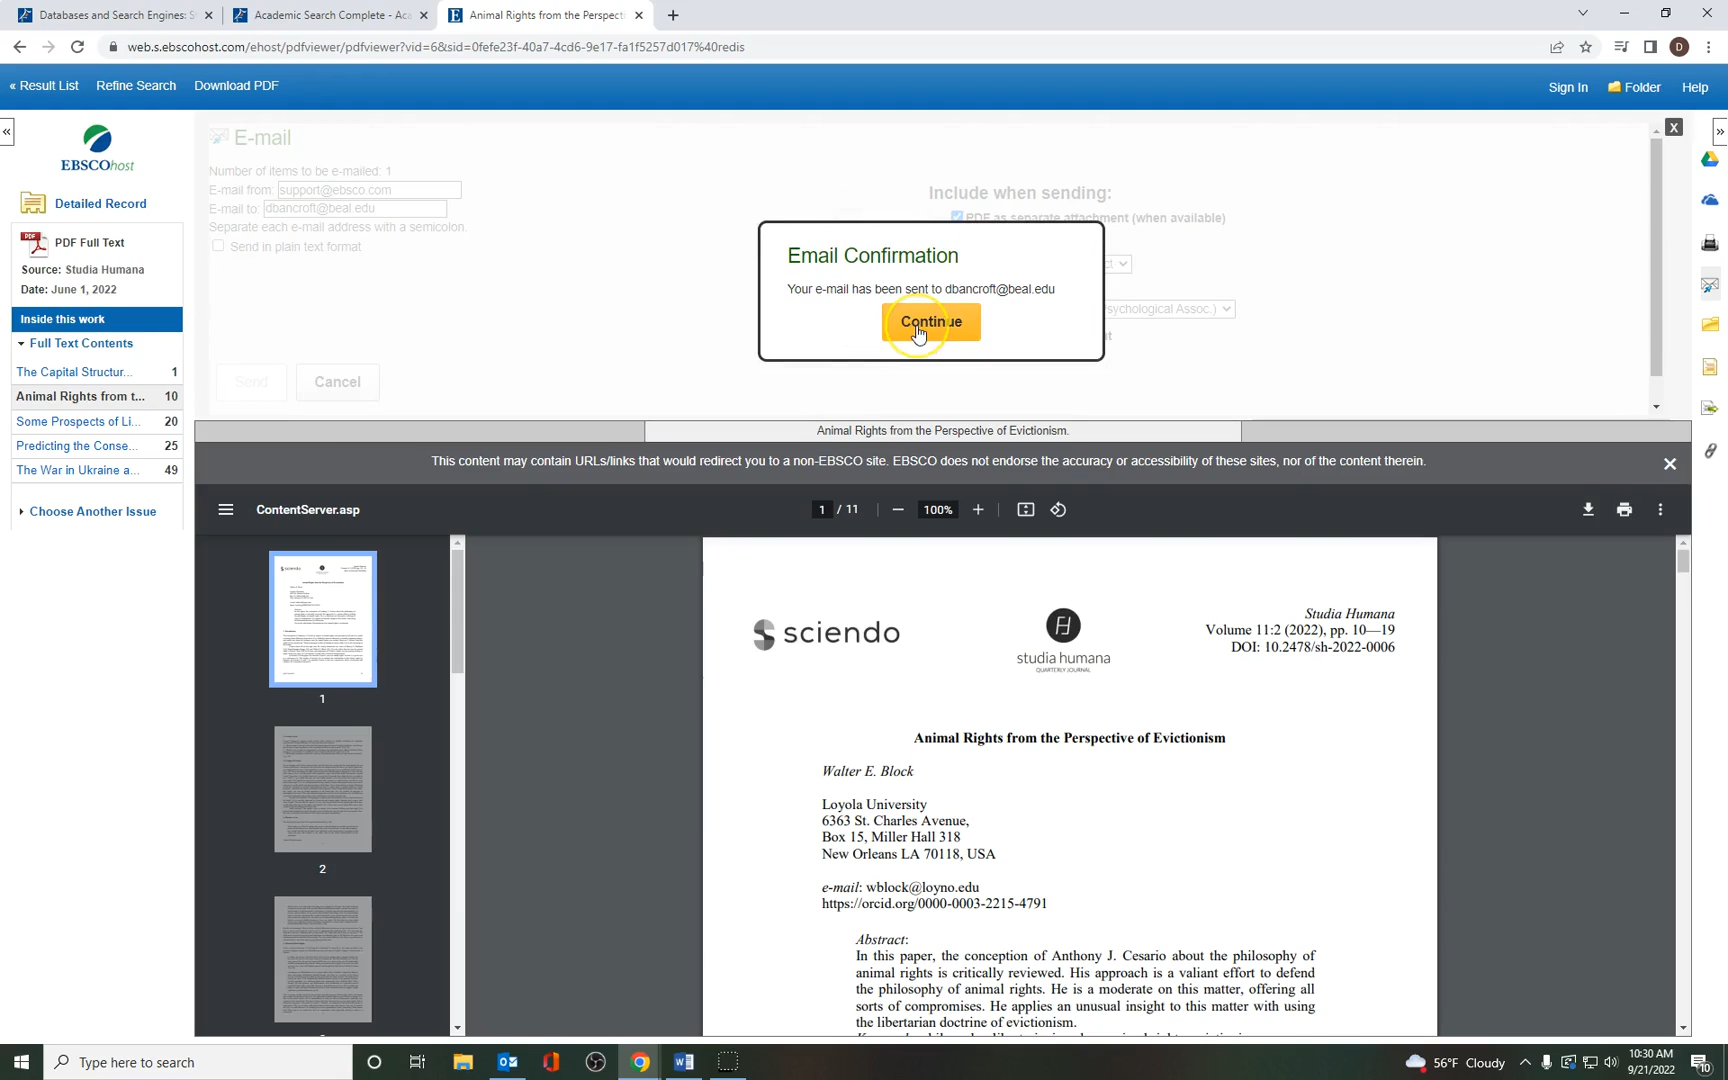 Databases and Search Engines: S
Academic Search Complete - Aca
Animal Rights from the Perspecti
web.s.ebscohost.com/ehost/pdfviewer/pdfviewer?vid=6&sid=0fefe23f-40a7-4cd6-9e17-fa1f5257d017%40redis
D
« Result List
Refine Search
Download PDF
Sign In
Folder
Help
EBSCOhost
Detailed Record
PDF Full Text
Source: Studia Humana
Date: June 1, 2022
Inside this work
Full Text Contents
The Capital Structur... 1
Animal Rights from t... 10
Some Prospects of Li... 20
Predicting the Conse... 25
The War in Ukraine a... 49
Choose Another Issue
E-mail
Number of items to be e-mailed: 1
E-mail from: support@ebsco.com
E-mail to: dbancroft@beal.edu
Separate each e-mail address with a semicolon.
Send in plain text format
Send
Cancel
Include when sending:
PDF as separate attachment (when available)
ct
sychological Assoc.)
Email Confirmation
Your e-mail has been sent to dbancroft@beal.edu
Continue
Animal Rights from the Perspective of Evictionism.
This content may contain URLs/links that would redirect you to a non-EBSCO site. EBSCO does not endorse the accuracy or accessibility of these sites, nor of the content therein.
ContentServer.asp
1 / 11
100%
1
2
sciendo
studia humana
QUARTERLY JOURNAL
Studia Humana
Volume 11:2 (2022), pp. 10—19
DOI: 10.2478/sh-2022-0006
Animal Rights from the Perspective of Evictionism
Walter E. Block
Loyola University
6363 St. Charles Avenue,
Box 15, Miller Hall 318
New Orleans LA 70118, USA
e-mail: wblock@loyno.edu
https://orcid.org/0000-0003-2215-4791
Abstract:
In this paper, the conception of Anthony J. Cesario about the philosophy of
animal rights is critically reviewed. His approach is a valiant effort to defend
the philosophy of animal rights. He is a moderate on this matter, offering all
sorts of compromises. He applies an unusual insight to this matter with using
the libertarian doctrine of evictionism.
Type here to search
56°F Cloudy
10:30 AM
9/21/2022
10